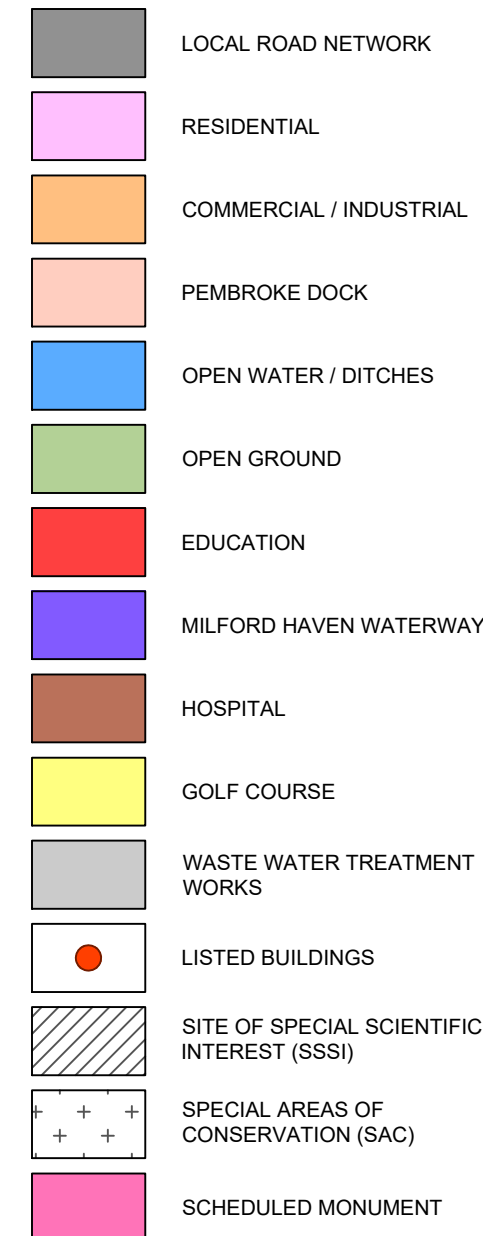 LOCAL ROAD NETWORK
RESIDENTIAL
COMMERCIAL / INDUSTRIAL
PEMBROKE DOCK
OPEN WATER / DITCHES
OPEN GROUND
EDUCATION
MILFORD HAVEN WATERWAY
HOSPITAL
GOLF COURSE
WASTE WATER TREATMENT
WORKS
LISTED BUILDINGS
SITE OF SPECIAL SCIENTIFIC
INTEREST (SSSI)
SPECIAL AREAS OF
CONSERVATION (SAC)
SCHEDULED MONUMENT